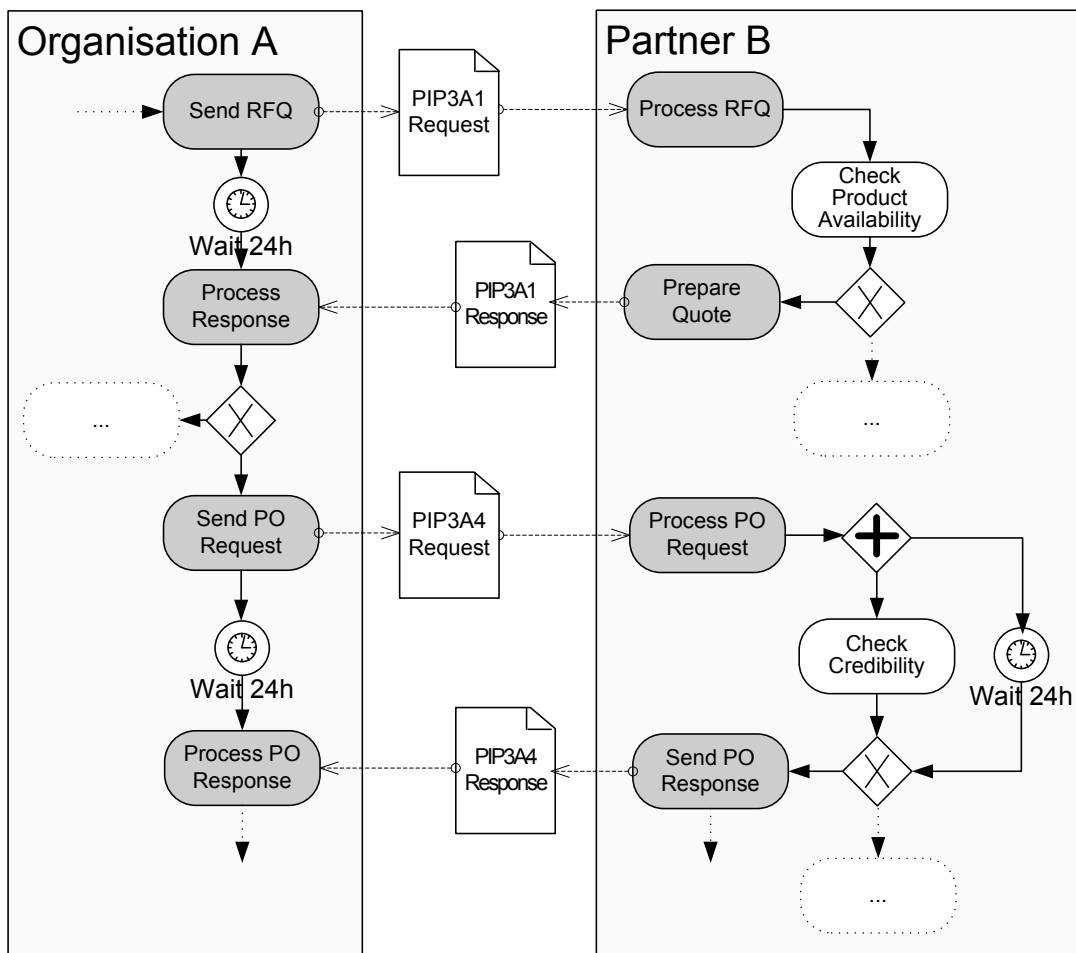 Organisation A
Partner B
Send RFQ
PIP3A1
Request
Process RFQ
Check
Product
Availability
Wait 24h
Process
Response
PIP3A1
Response
Prepare
Quote
X
...
X
...
Send PO
Request
PIP3A4
Request
Process PO
Request
Check
Credibility
Wait 24h
Wait 24h
Process PO
Response
PIP3A4
Response
Send PO
Response
X
...